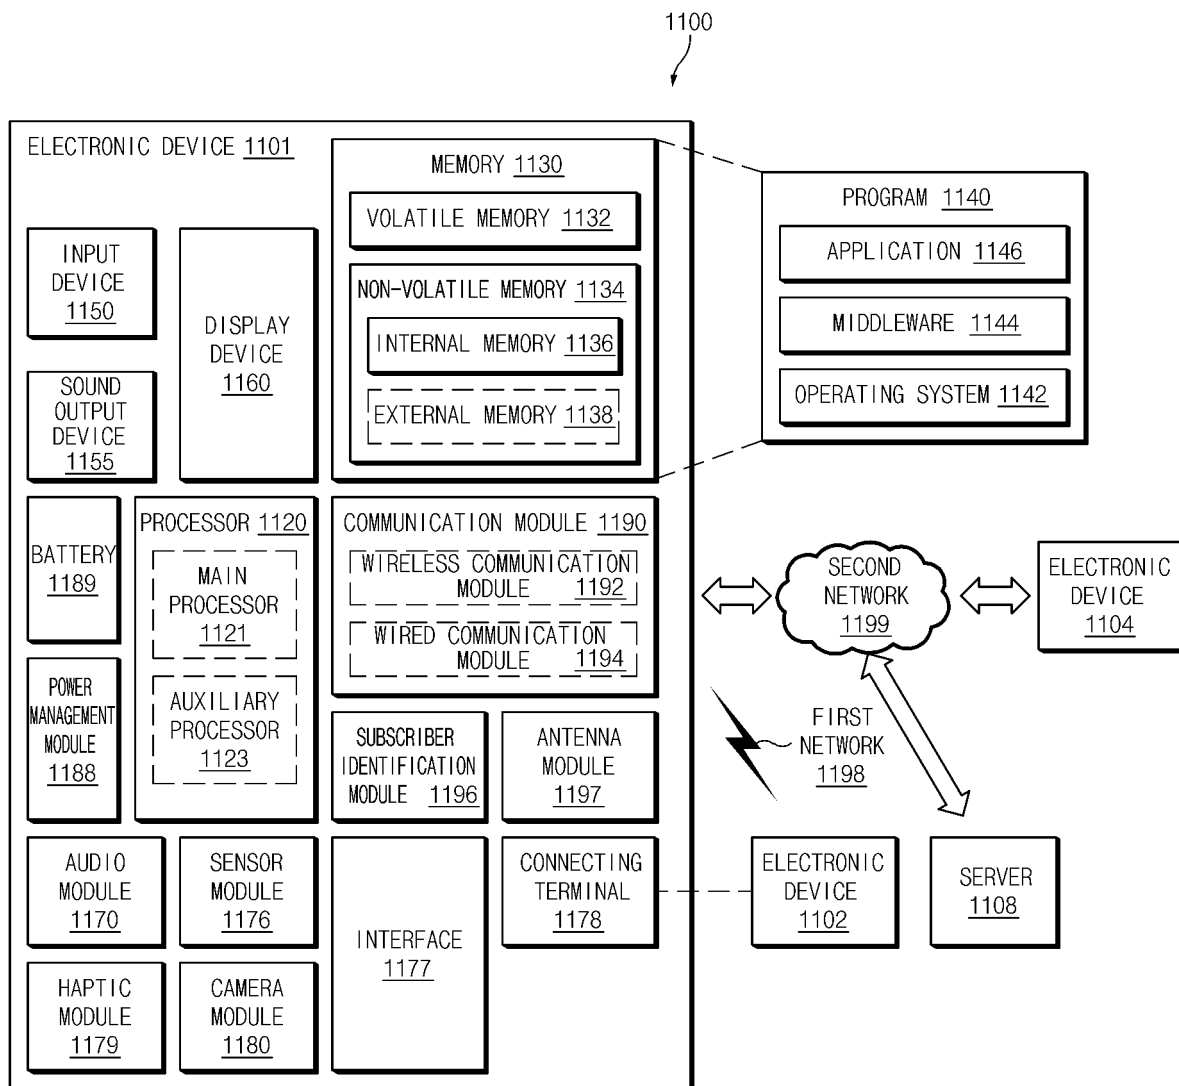 1100
ELECTRONIC DEVICE 1101
MEMORY 1130
VOLATILE MEMORY 1132
NON-VOLATILE MEMORY 1134
INTERNAL MEMORY 1136
EXTERNAL MEMORY 1138
PROGRAM 1140
APPLICATION 1146
MIDDLEWARE 1144
OPERATING SYSTEM 1142
INPUT
DEVICE
1150
DISPLAY
DEVICE
1160
SOUND
OUTPUT
DEVICE
1155
BATTERY
1189
PROCESSOR 1120
MAIN
PROCESSOR
1121
AUXILIARY
PROCESSOR
1123
COMMUNICATION MODULE 1190
WIRELESS COMMUNICATION
MODULE 1192
WIRED COMMUNICATION
MODULE 1194
SECOND
NETWORK
1199
ELECTRONIC
DEVICE
1104
POWER
MANAGEMENT
MODULE
1188
SUBSCRIBER
IDENTIFICATION
MODULE 1196
ANTENNA
MODULE
1197
FIRST
NETWORK
1198
AUDIO
MODULE
1170
SENSOR
MODULE
1176
INTERFACE
1177
CONNECTING
TERMINAL
1178
ELECTRONIC
DEVICE
1102
SERVER
1108
HAPTIC
MODULE
1179
CAMERA
MODULE
1180